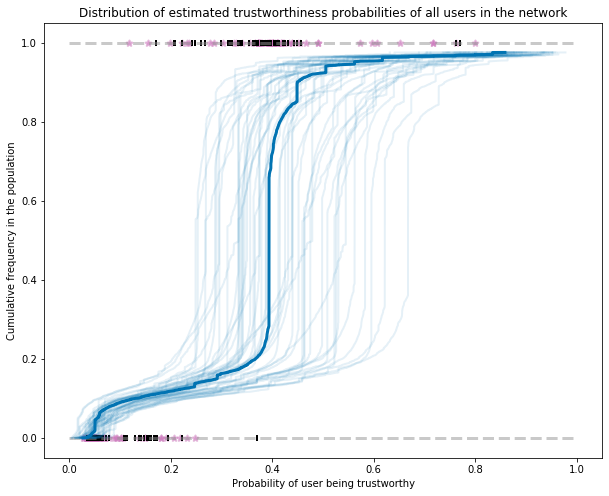 Distribution of estimated trustworthiness probabilities of all users in the network
1.0
0.8
0.6
0.4
0.2
0.0
Cumulative frequency in the population
0.0 0.2 0.4 0.6 0.8 1.0
Probability of user being trustworthy